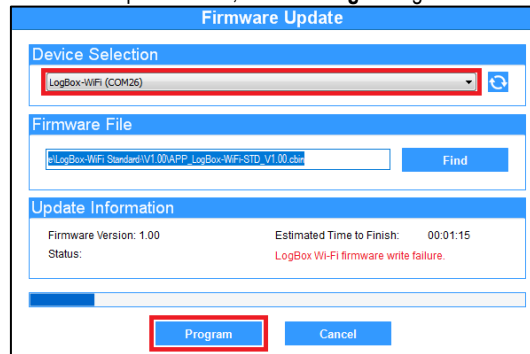 Firmware Update
Device Selection
LogBox-WiFi (COM26)
Firmware File
e\LogBox-WiFi Standard\V1.00\APP_LogBox-WiFi-STD_V1.00.cbin
Find
Update Information
Firmware Version: 1.00
Estimated Time to Finish: 00:01:15
Status:
LogBox Wi-Fi firmware write failure.
Program
Cancel